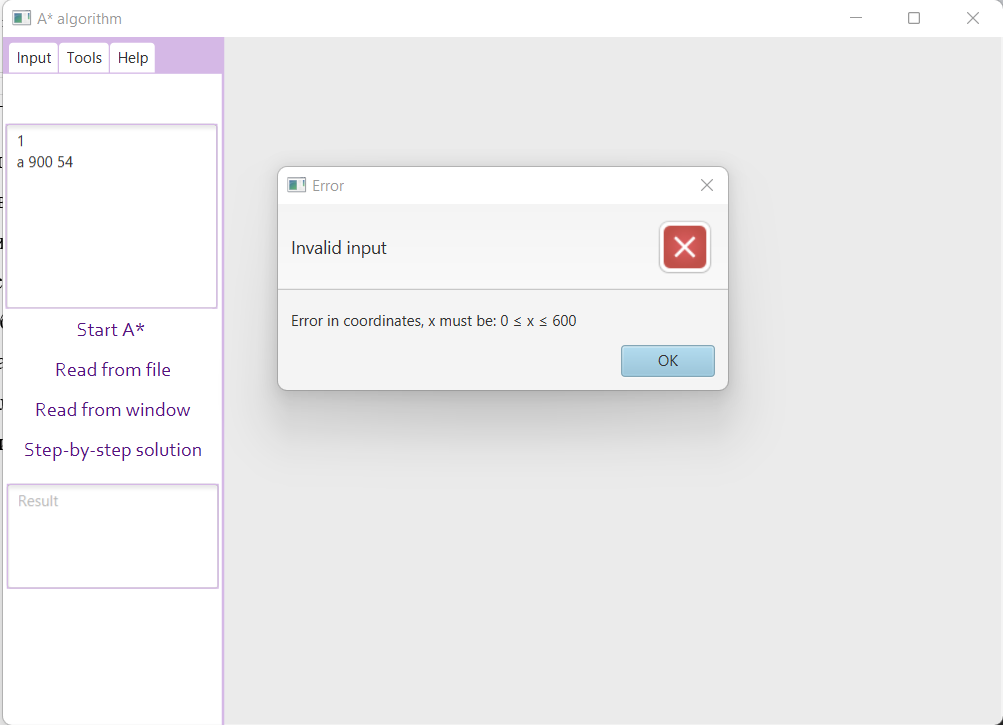 A* algorithm
Input Tools Help
1
a 900 54
Start A*
Read from file
Read from window
Step-by-step solution
Result
Error
Invalid input
Error in coordinates, x must be: 0 ≤ x ≤ 600
OK